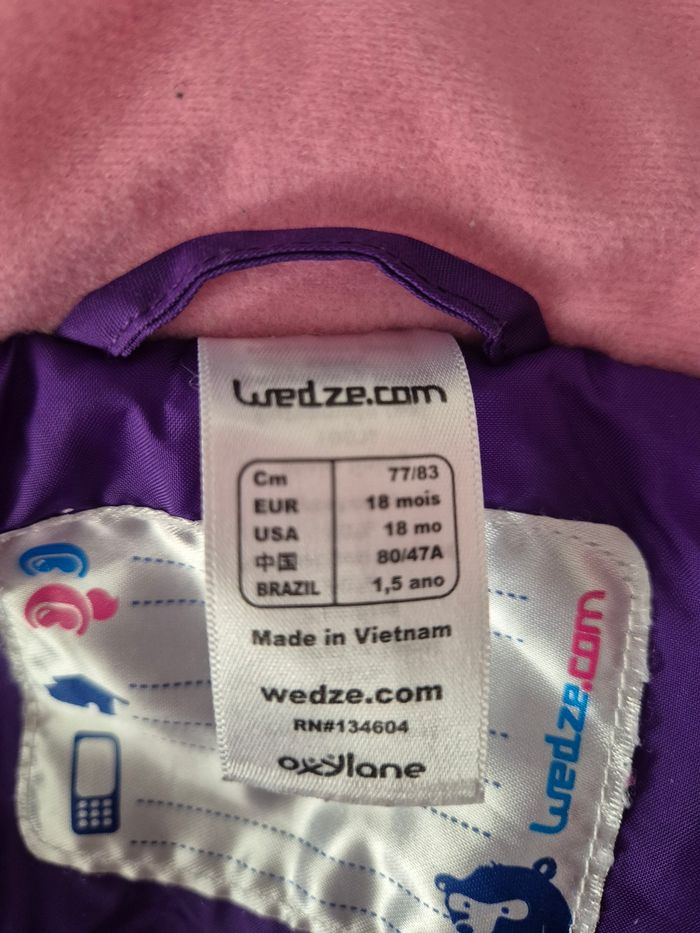 wedze.com
Cm 77/83
EUR 18 mois
USA 18 mo
中国 80/47A
BRAZIL 1,5 ano
Made in Vietnam
wedze.com
RN#134604
oxylane
wedze.com